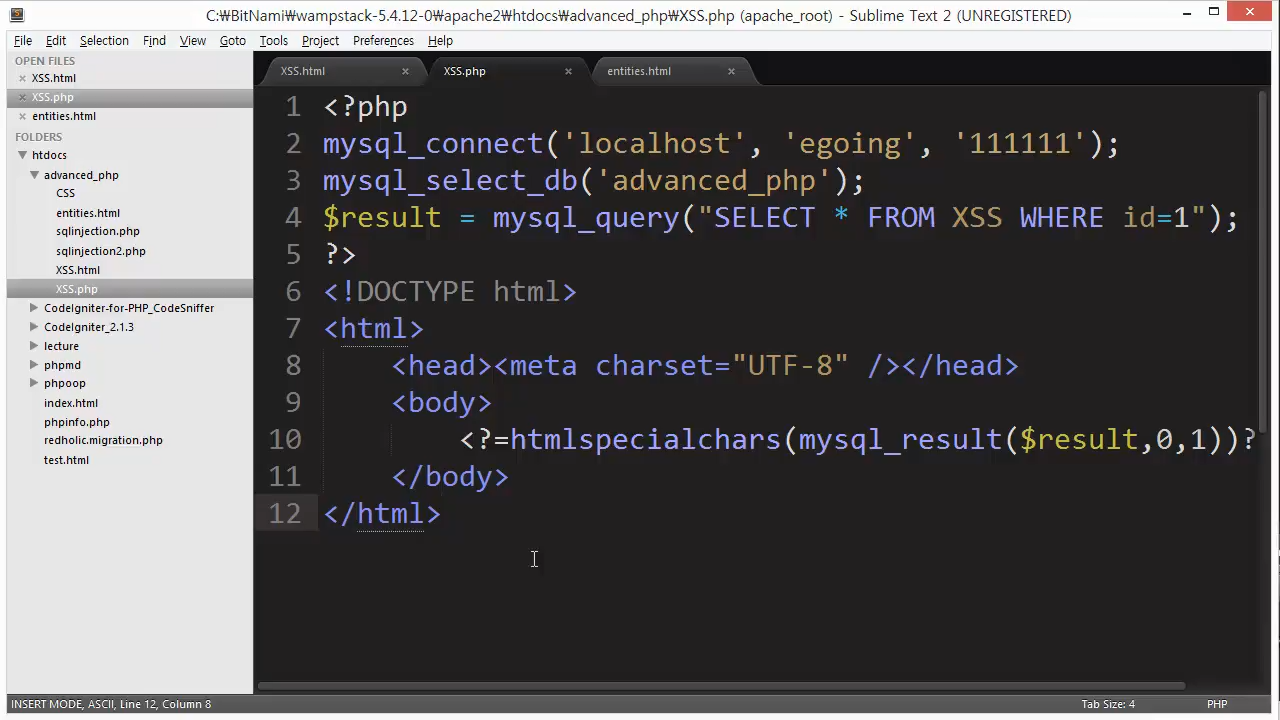 C:₩BitNami₩wampstack-5.4.12-0₩apache2₩htdocs₩advanced_php₩XSS.php (apache_root) - Sublime Text 2 (UNREGISTERED)
File Edit Selection Find View Goto Tools Project Preferences Help
OPEN FILES
XSS.html
XSS.php
entities.html
FOLDERS
htdocs
advanced_php
CSS
entities.html
sqlinjection.php
sqlinjection2.php
XSS.html
XSS.php
CodeIgniter-for-PHP_CodeSniffer
CodeIgniter_2.1.3
lecture
phpmd
phpoop
index.html
phpinfo.php
redholic.migration.php
test.html
XSS.html XSS.php entities.html
1 <?php
2 mysql_connect('localhost', 'egoing', '111111');
3 mysql_select_db('advanced_php');
4 $result = mysql_query("SELECT * FROM XSS WHERE id=1");
5 ?>
6 <!DOCTYPE html>
7 <html>
8     <head><meta charset="UTF-8" /></head>
9     <body>
10         <?=htmlspecialchars(mysql_result($result,0,1))?
11     </body>
12 </html>
INSERT MODE, ASCII, Line 12, Column 8 Tab Size: 4 PHP